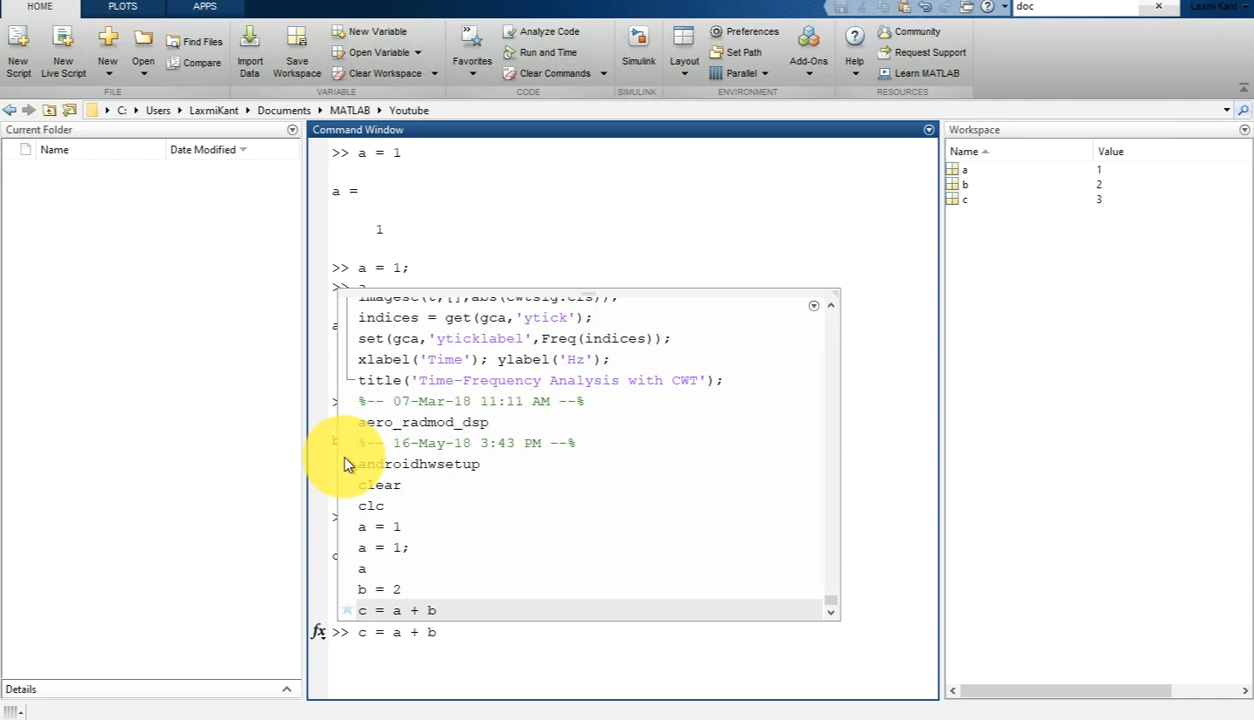 HOME PLOTS APPS
doc
Laxmi Kant
New Script
New Live Script
New
Open
Find Files
Compare
Import Data
Save Workspace
New Variable
Open Variable
Clear Workspace
Favorites
Analyze Code
Run and Time
Clear Commands
Simulink
Layout
Preferences
Set Path
Parallel
Add-Ons
Help
Community
Request Support
Learn MATLAB
FILE VARIABLE CODE SIMULINK ENVIRONMENT RESOURCES
C: Users LaxmiKant Documents MATLAB Youtube
Current Folder
Name Date Modified
Details
Command Window
>> a = 1
a =
1
>> a = 1;
>> a
imagesc(t,[],abs(cwtsig.cfs));
indices = get(gca,'ytick');
set(gca,'yticklabel',Freq(indices));
xlabel('Time'); ylabel('Hz');
title('Time-Frequency Analysis with CWT');
%-- 07-Mar-18 11:11 AM --%
aero_radmod_dsp
%-- 16-May-18 3:43 PM --%
androidhwsetup
clear
clc
a = 1
a = 1;
a
b = 2
c = a + b
fx >> c = a + b
Workspace
Name Value
a 1
b 2
c 3